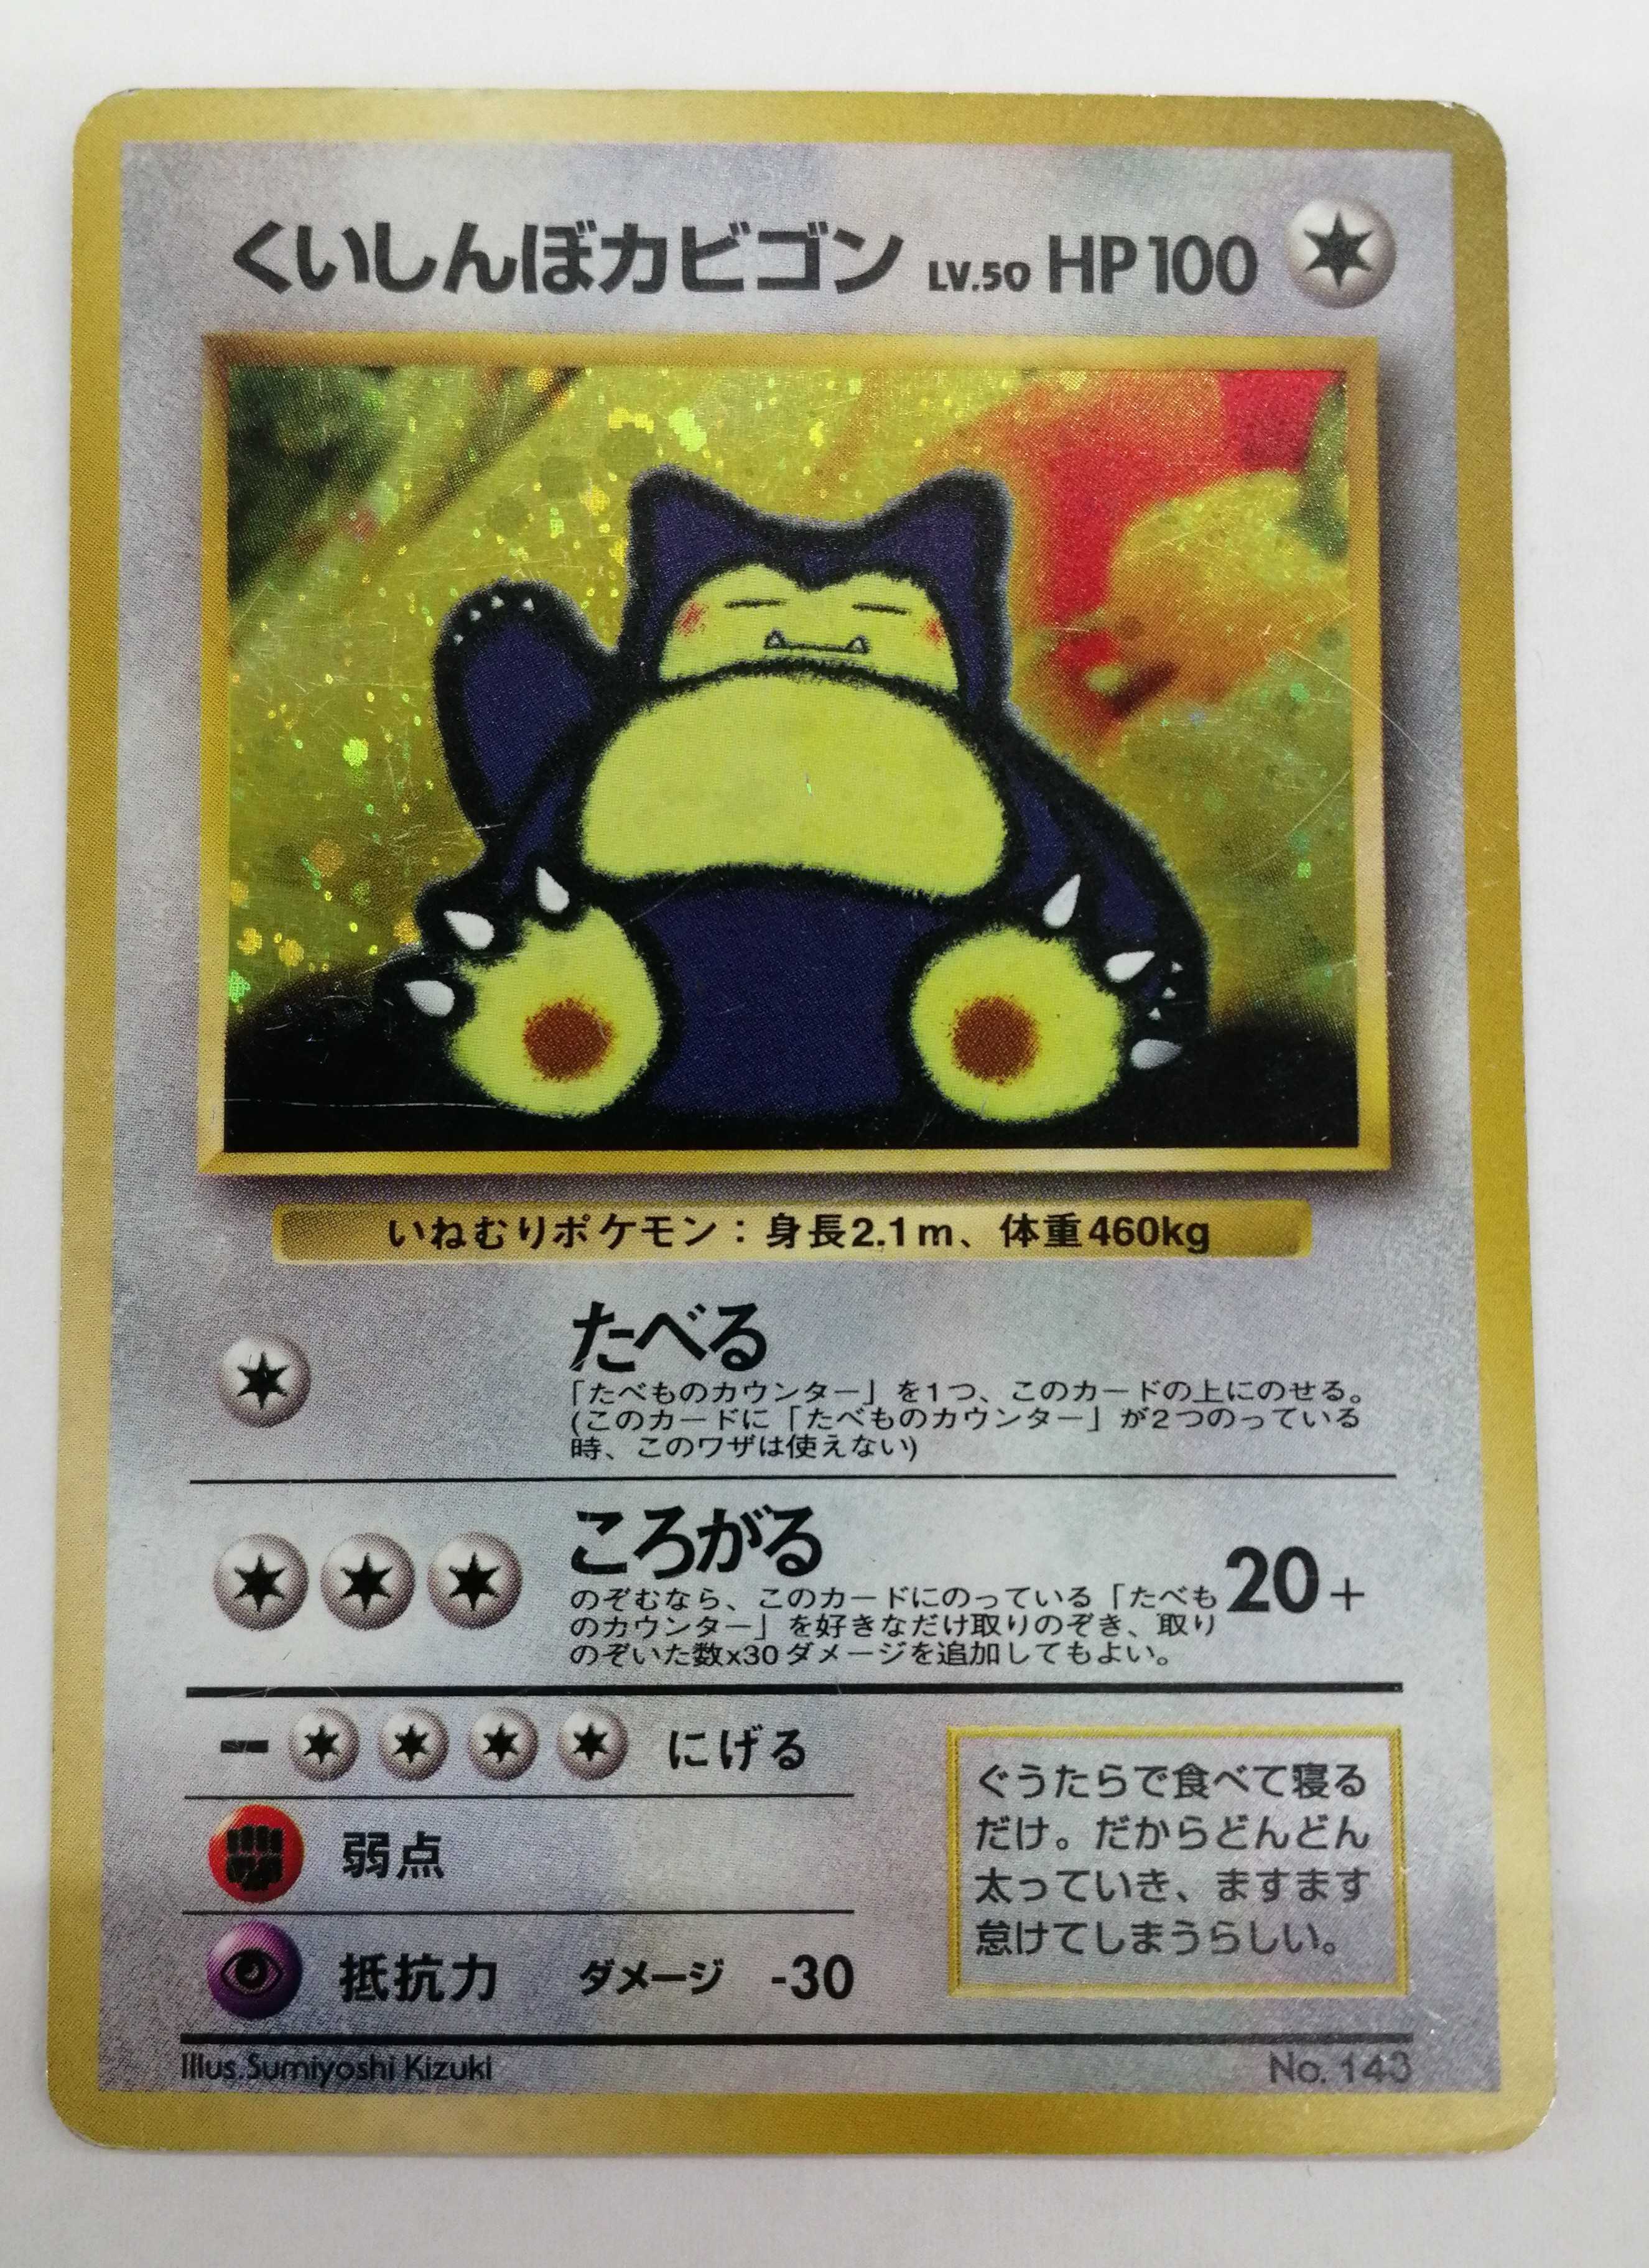 くいしんぼカビゴン LV.50 HP100
いねむりポケモン：身長2.1m、体重460kg
たべる
「たべものカウンター」を1つ、このカードの上にのせる。
(このカードに「たべものカウンター」が2つのっている
時、このワザは使えない)
ころがる
のぞむなら、このカードにのっている「たべも
のカウンター」を好きなだけ取りのぞき、取り
のぞいた数x30ダメージを追加してもよい。
20+
− にげる
弱点
抵抗力 ダメージ -30
ぐうたらで食べて寝る
だけ。だからどんどん
太っていき、ますます
怠けてしまうらしい。
Illus.Sumiyoshi Kizuki
No. 143